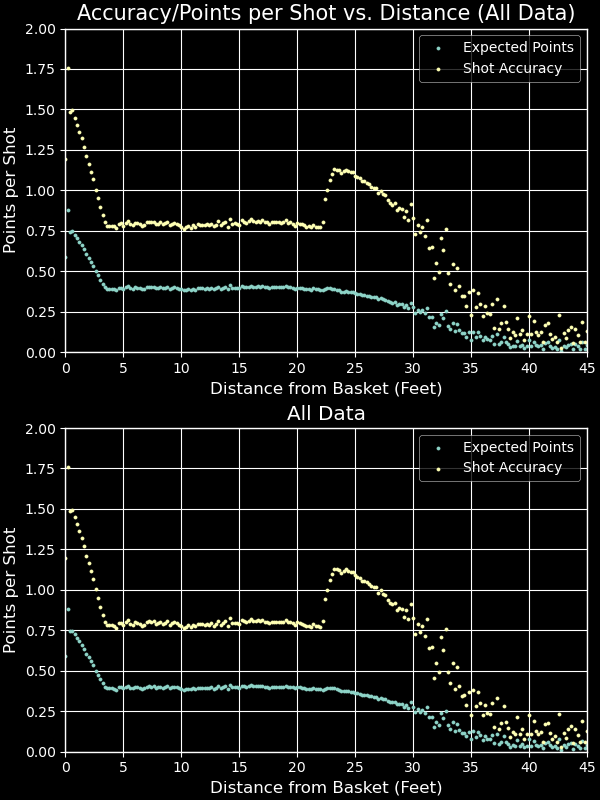 Accuracy/Points per Shot vs. Distance (All Data)
2.00
1.75
1.50
1.25
1.00
0.75
0.50
0.25
0.00
Points per Shot
Expected Points
Shot Accuracy
0 5 10 15 20 25 30 35 40 45
Distance from Basket (Feet)
All Data
2.00
1.75
1.50
1.25
1.00
0.75
0.50
0.25
0.00
Points per Shot
Expected Points
Shot Accuracy
0 5 10 15 20 25 30 35 40 45
Distance from Basket (Feet)